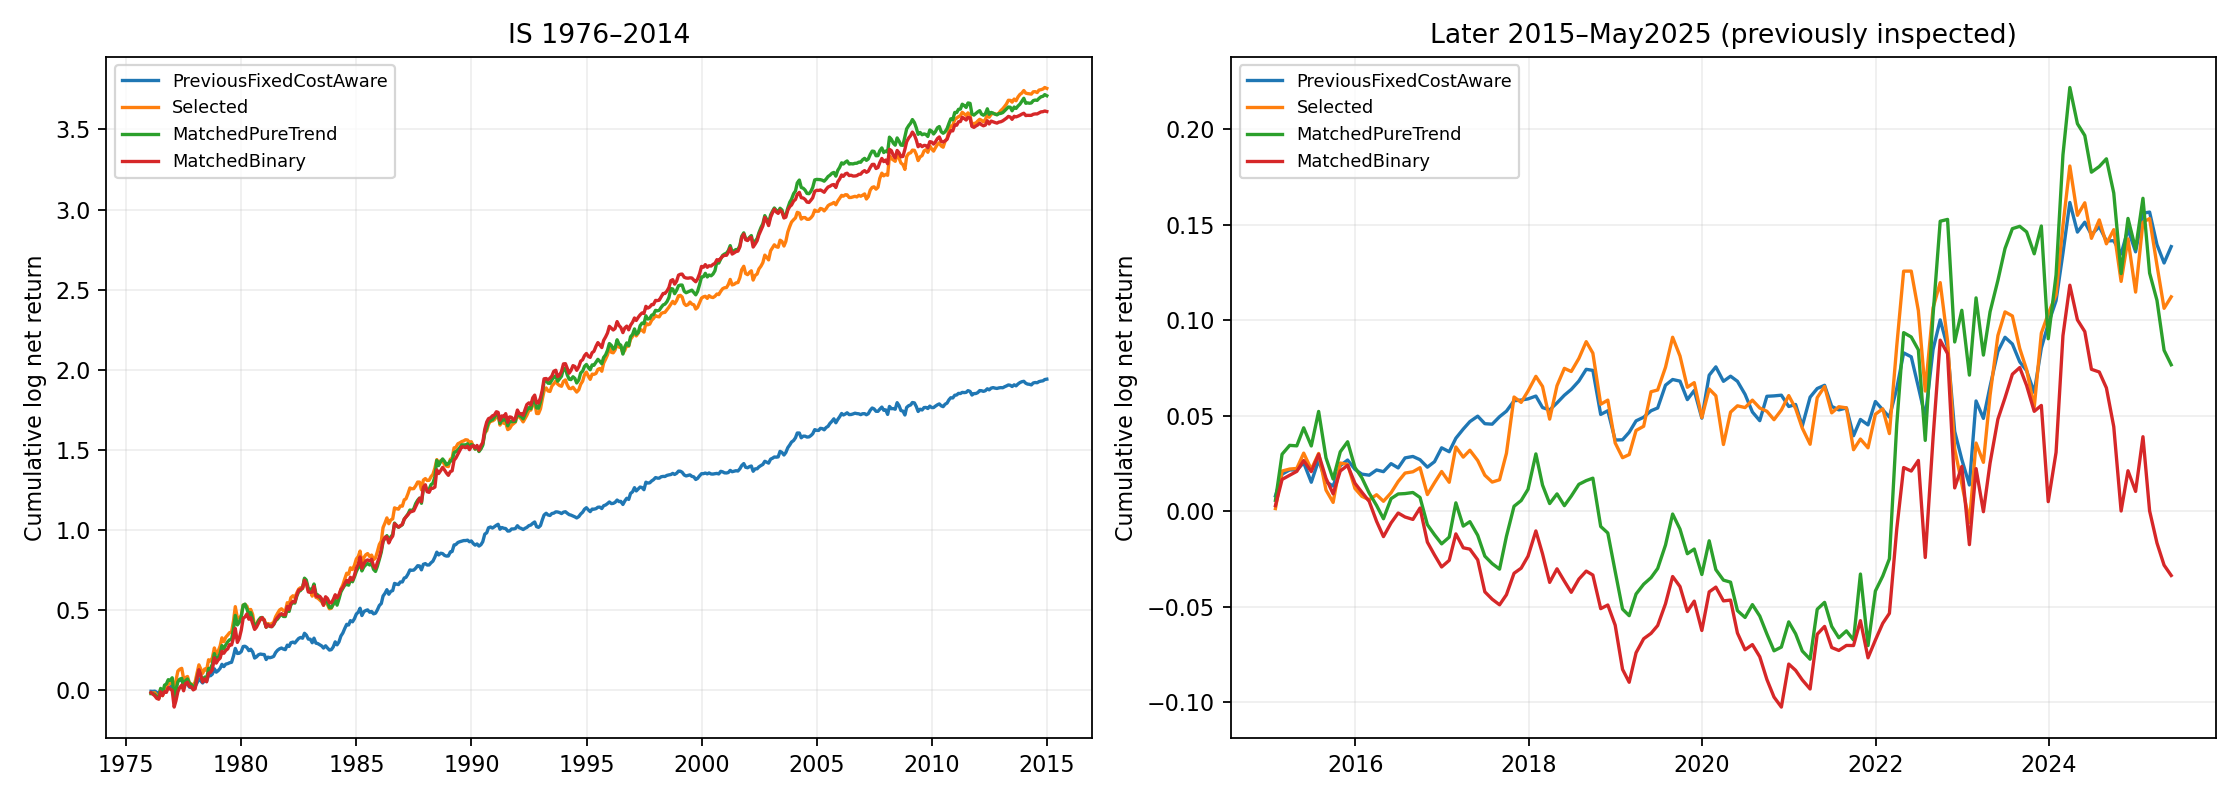 IS 1976–2014
Cumulative log net return
PreviousFixedCostAware
Selected
MatchedPureTrend
MatchedBinary
3.5
3.0
2.5
2.0
1.5
1.0
0.5
0.0
1975 1980 1985 1990 1995 2000 2005 2010 2015
Later 2015–May2025 (previously inspected)
Cumulative log net return
PreviousFixedCostAware
Selected
MatchedPureTrend
MatchedBinary
0.20
0.15
0.10
0.05
0.00
−0.05
−0.10
2016 2018 2020 2022 2024